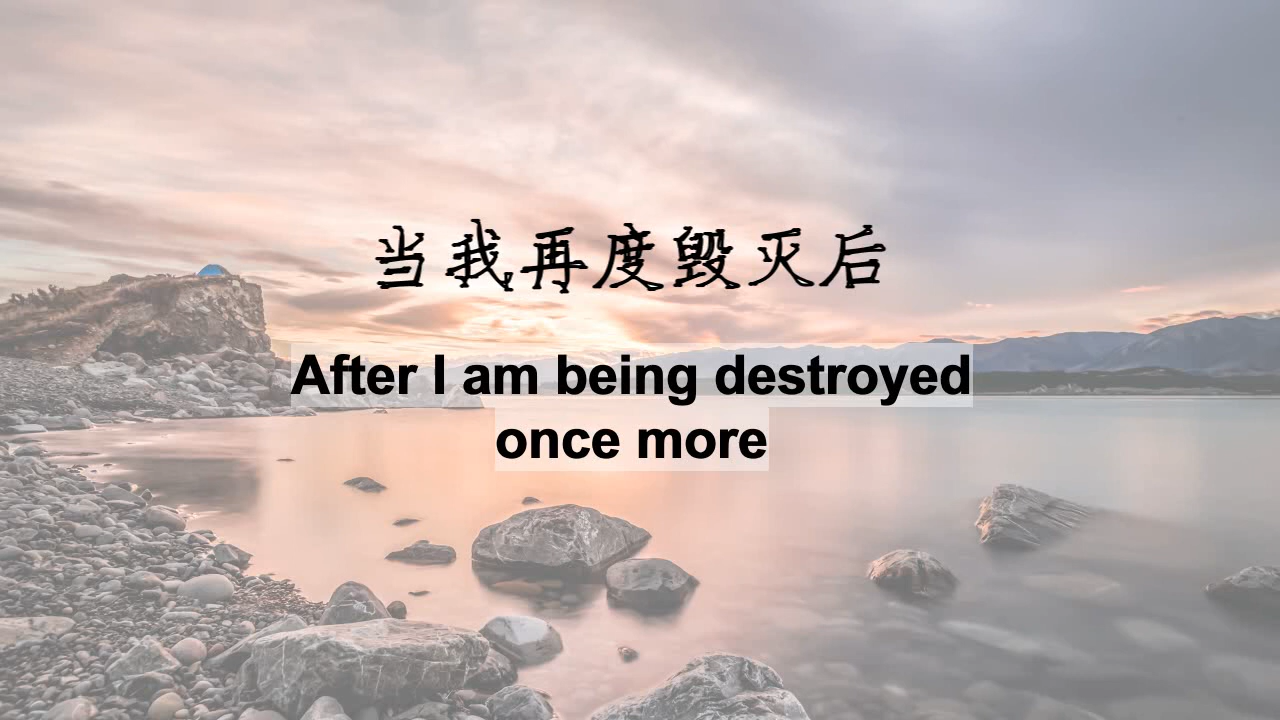 当我再度毁灭后
After I am being destroyed
once more